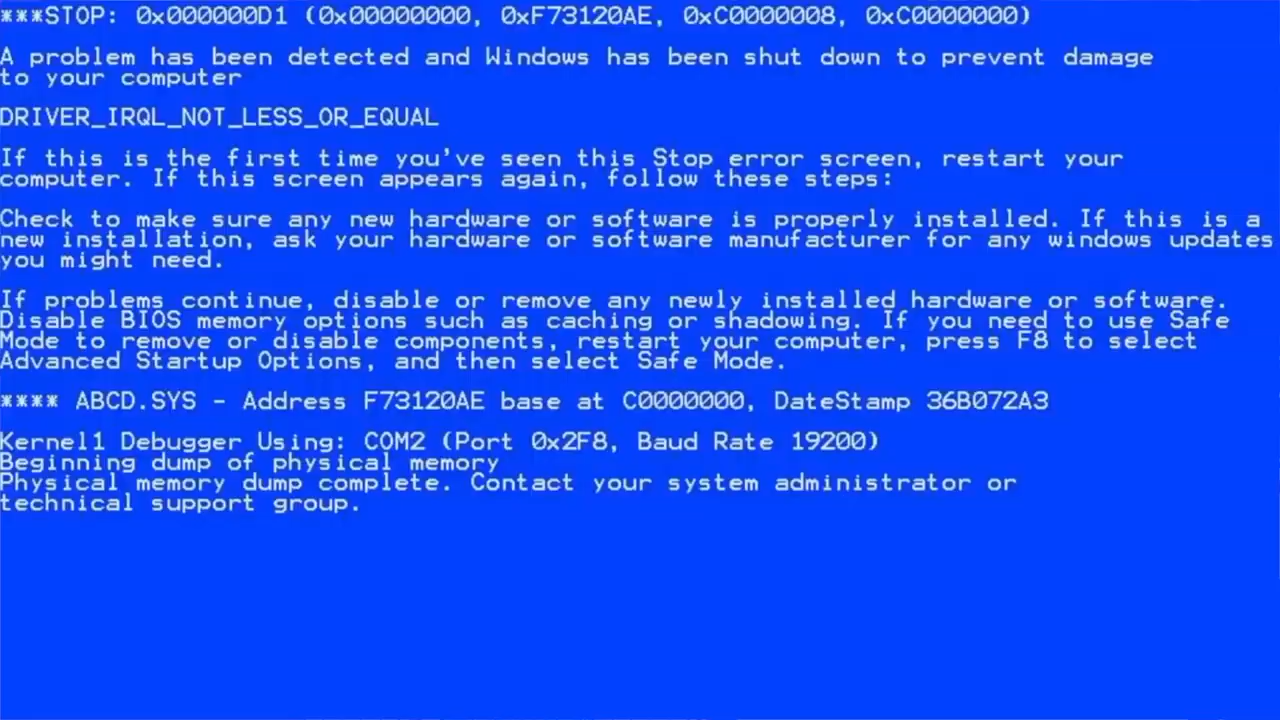 ***STOP: 0x000000D1 (0x00000000, 0xF73120AE, 0xC0000008, 0xC0000000)
A problem has been detected and Windows has been shut down to prevent damage
to your computer
DRIVER_IRQL_NOT_LESS_OR_EQUAL
If this is the first time you've seen this Stop error screen, restart your
computer. If this screen appears again, follow these steps:
Check to make sure any new hardware or software is properly installed. If this is a
new installation, ask your hardware or software manufacturer for any windows updates
you might need.
If problems continue, disable or remove any newly installed hardware or software.
Disable BIOS memory options such as caching or shadowing. If you need to use Safe
Mode to remove or disable components, restart your computer, press F8 to select
Advanced Startup Options, and then select Safe Mode.
**** ABCD.SYS - Address F73120AE base at C0000000, DateStamp 36B072A3
Kernel1 Debugger Using: COM2 (Port 0x2F8, Baud Rate 19200)
Beginning dump of physical memory
Physical memory dump complete. Contact your system administrator or
technical support group.